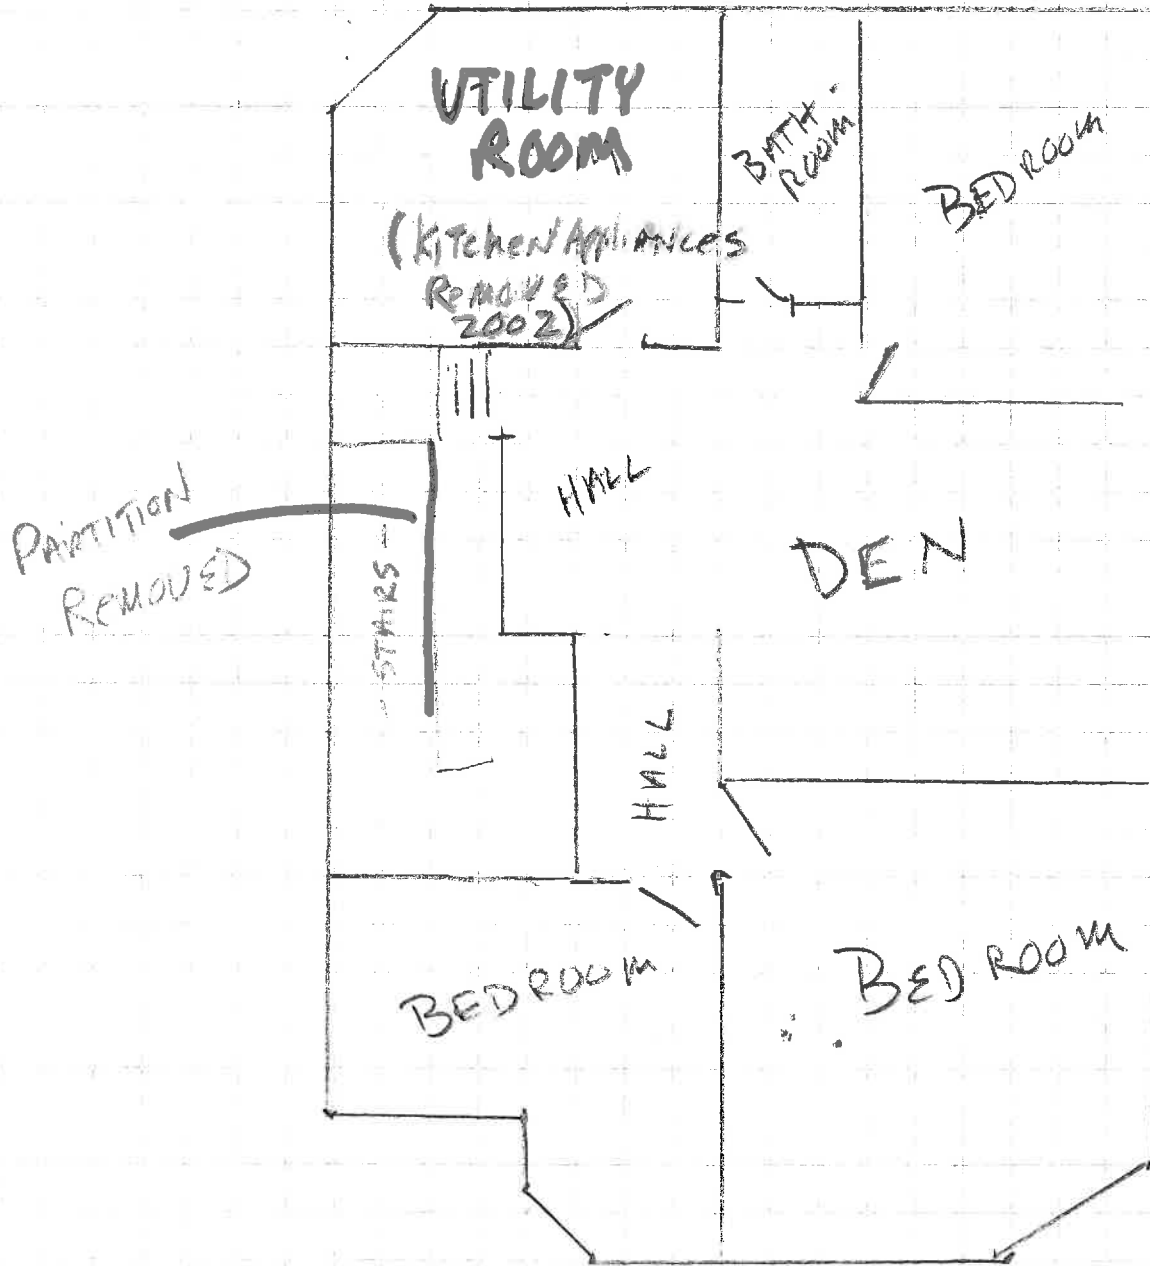 UTILITY
ROOM
(KiTchen AppliANCES
REMOVED
2002)
BATH-
ROOM
BEDROOM
HALL
DEN
PARTITION
REMOVED
- STAIRS -
HALL
BEDROOM
BEDROOM